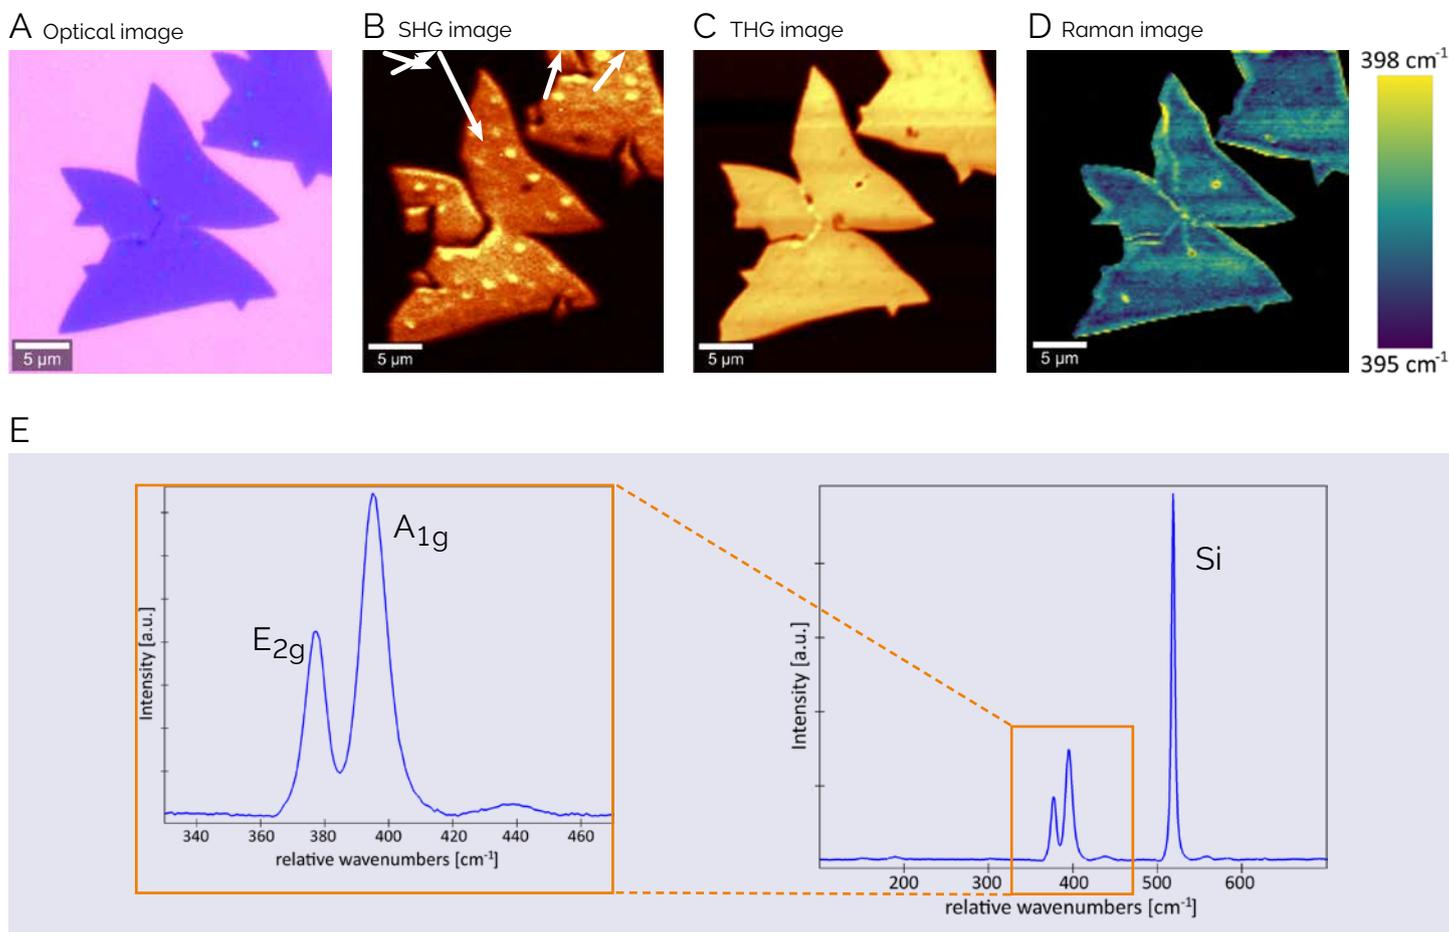 A Optical image
B SHG image
C THG image
D Raman image
398 cm-1
5 µm
5 µm
5 µm
5 µm
395 cm-1
E
A1g
E2g
Intensity [a.u.]
340 360 380 400 420 440 460
relative wavenumbers [cm-1]
Si
Intensity [a.u.]
200 300 400 500 600
relative wavenumbers [cm-1]